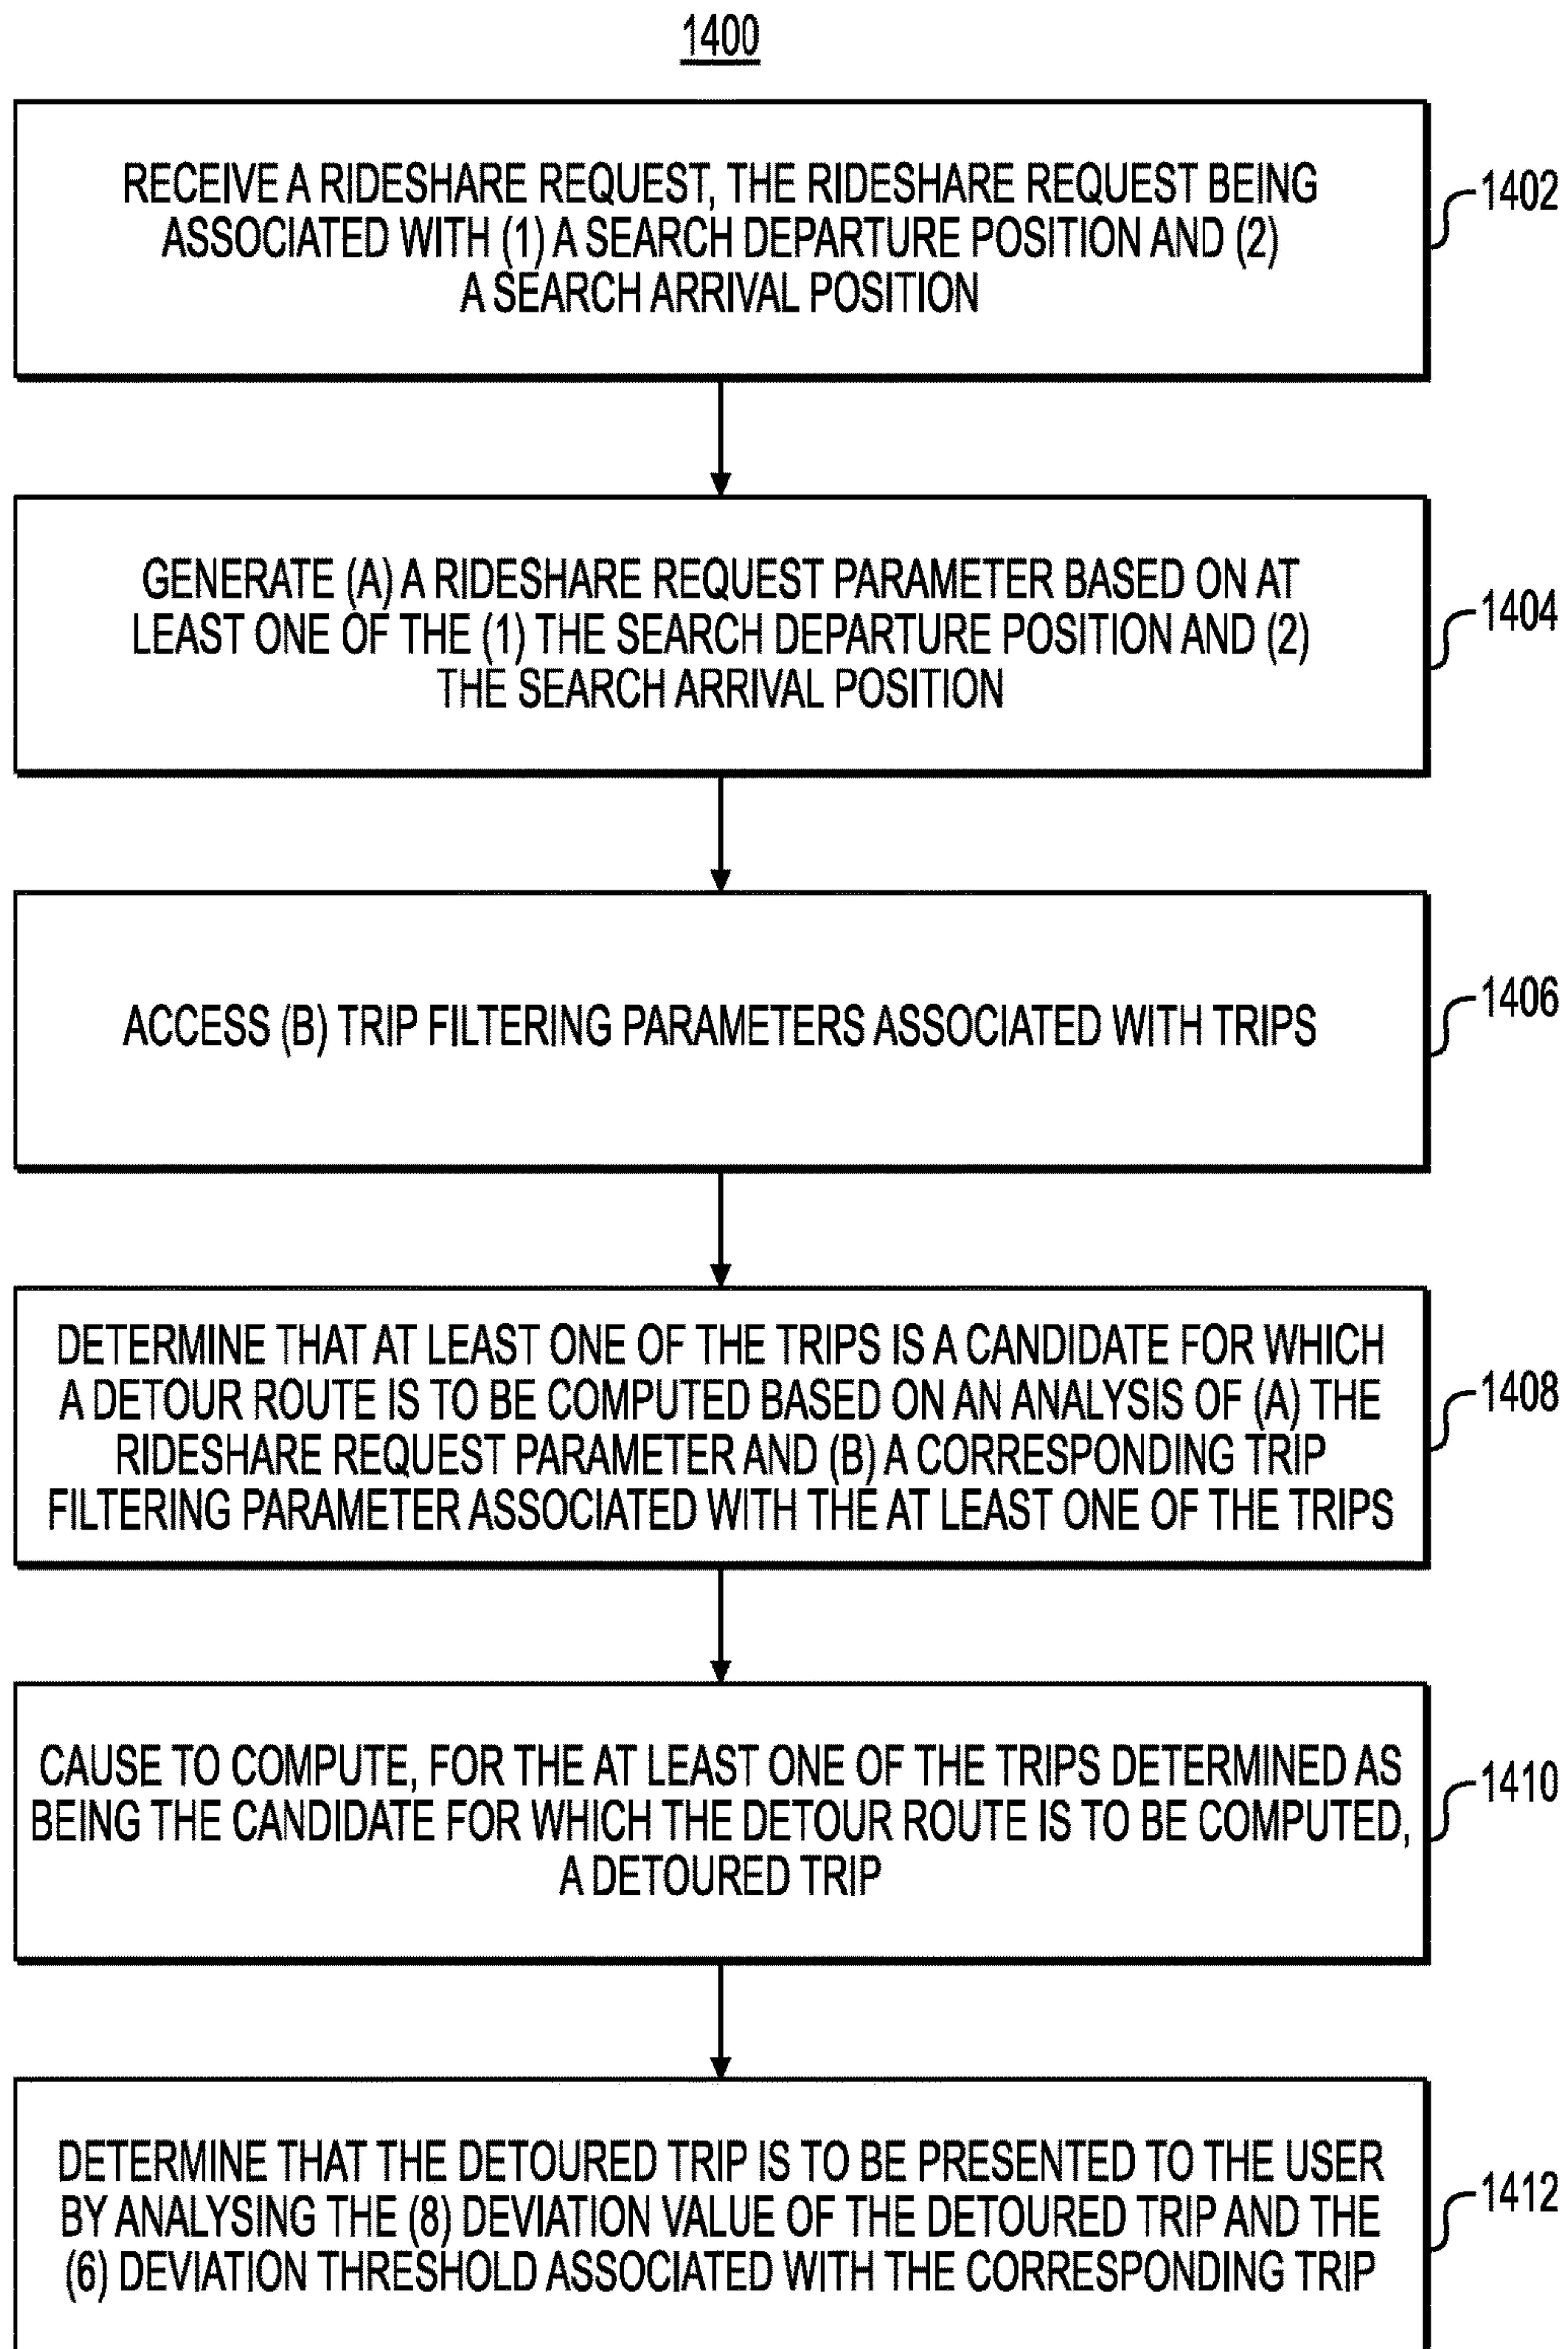 1400
RECEIVE A RIDESHARE REQUEST, THE RIDESHARE REQUEST BEING
ASSOCIATED WITH (1) A SEARCH DEPARTURE POSITION AND (2)
A SEARCH ARRIVAL POSITION
1402
GENERATE (A) A RIDESHARE REQUEST PARAMETER BASED ON AT
LEAST ONE OF THE (1) THE SEARCH DEPARTURE POSITION AND (2)
THE SEARCH ARRIVAL POSITION
1404
ACCESS (B) TRIP FILTERING PARAMETERS ASSOCIATED WITH TRIPS
1406
DETERMINE THAT AT LEAST ONE OF THE TRIPS IS A CANDIDATE FOR WHICH
A DETOUR ROUTE IS TO BE COMPUTED BASED ON AN ANALYSIS OF (A) THE
RIDESHARE REQUEST PARAMETER AND (B) A CORRESPONDING TRIP
FILTERING PARAMETER ASSOCIATED WITH THE AT LEAST ONE OF THE TRIPS
1408
CAUSE TO COMPUTE, FOR THE AT LEAST ONE OF THE TRIPS DETERMINED AS
BEING THE CANDIDATE FOR WHICH THE DETOUR ROUTE IS TO BE COMPUTED,
A DETOURED TRIP
1410
DETERMINE THAT THE DETOURED TRIP IS TO BE PRESENTED TO THE USER
BY ANALYSING THE (8) DEVIATION VALUE OF THE DETOURED TRIP AND THE
(6) DEVIATION THRESHOLD ASSOCIATED WITH THE CORRESPONDING TRIP
1412